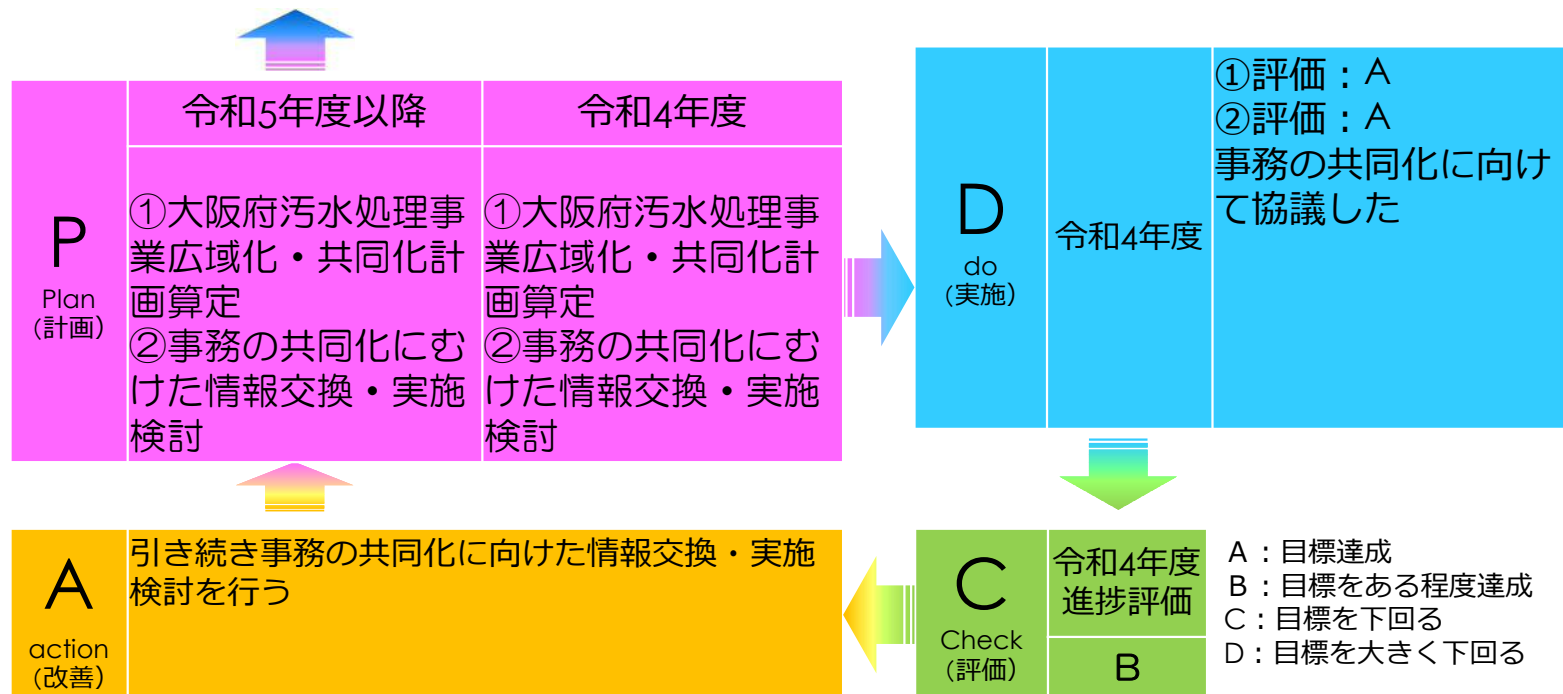 P
Plan
(計画)
令和5年度以降
①大阪府汚水処理事
業広域化・共同化計
画算定
②事務の共同化にむ
けた情報交換・実施
検討
令和4年度
①大阪府汚水処理事
業広域化・共同化計
画算定
②事務の共同化にむ
けた情報交換・実施
検討
D
do
(実施)
令和4年度
①評価：A
②評価：A
事務の共同化に向け
て協議した
C
Check
(評価)
令和4年度
進捗評価
B
A：目標達成
B：目標をある程度達成
C：目標を下回る
D：目標を大きく下回る
A
action
(改善)
引き続き事務の共同化に向けた情報交換・実施
検討を行う